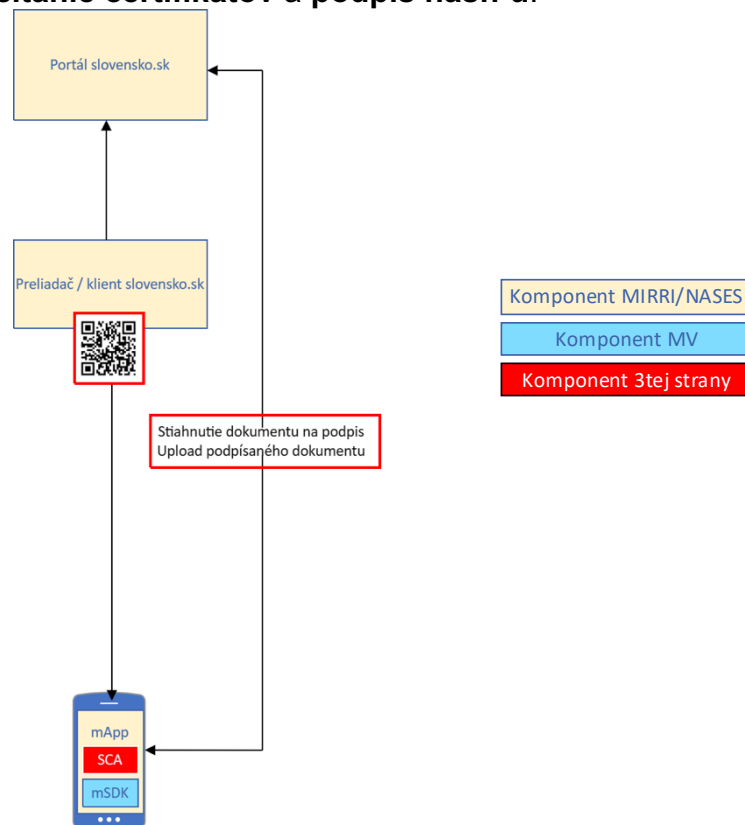 Portál slovensko.sk
Preliadač / klient slovensko.sk
Komponent MIRRI/NASES
Komponent MV
Komponent 3tej strany
Stiahnutie dokumentu na podpis
Upload podpísaného dokumentu
mApp
SCA
mSDK